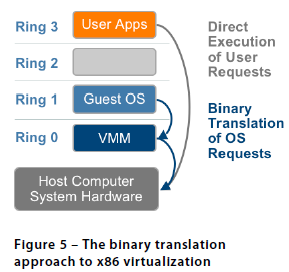 Ring 3
User Apps
Direct
Execution
of User
Requests
Ring 2
Ring 1
Guest OS
Binary
Translation
of OS
Requests
Ring 0
VMM
Host Computer
System Hardware
Figure 5 – The binary translation
approach to x86 virtualization